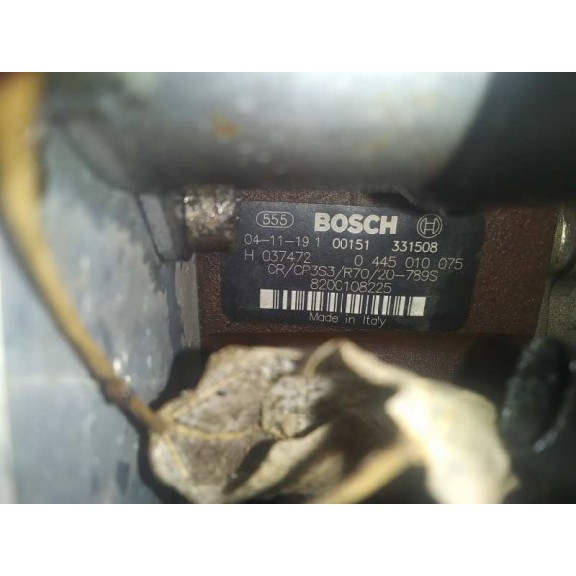 555 BOSCH
04-11-19 1 00151 331508
H 037472 0 445 010 075
CR/CP3S3/R70/20-789S
8200108225
Made in Italy